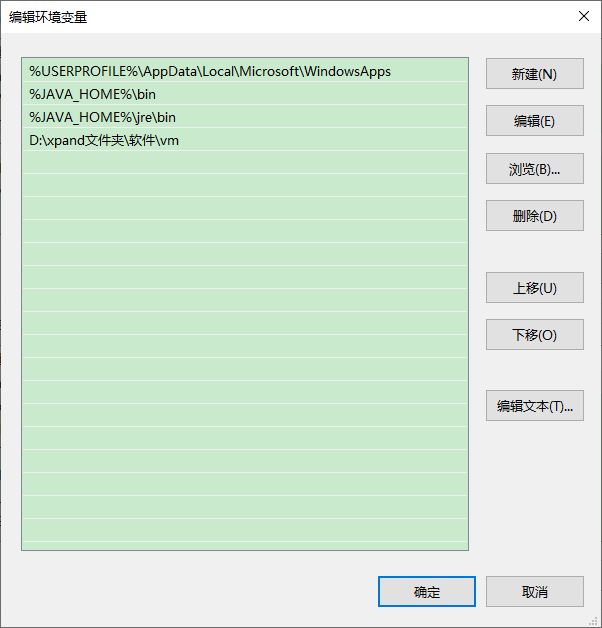 编辑环境变量
%USERPROFILE%\AppData\Local\Microsoft\WindowsApps
%JAVA_HOME%\bin
%JAVA_HOME%\jre\bin
D:\xpand文件夹\软件\vm
新建(N)
编辑(E)
浏览(B)...
删除(D)
上移(U)
下移(O)
编辑文本(T)...
确定
取消